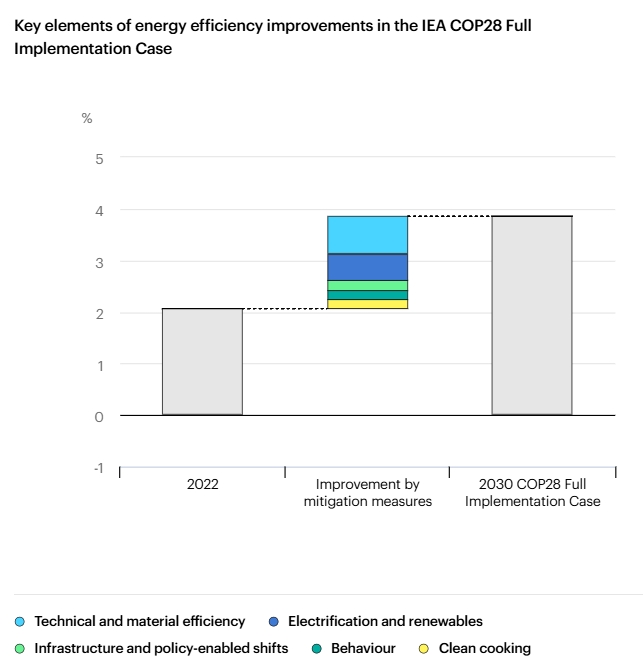 Key elements of energy efficiency improvements in the IEA COP28 Full
Implementation Case
%
5
4
3
2
1
0
-1
2022
Improvement by
mitigation measures
2030 COP28 Full
Implementation Case
Technical and material efficiency
Electrification and renewables
Infrastructure and policy-enabled shifts
Behaviour
Clean cooking